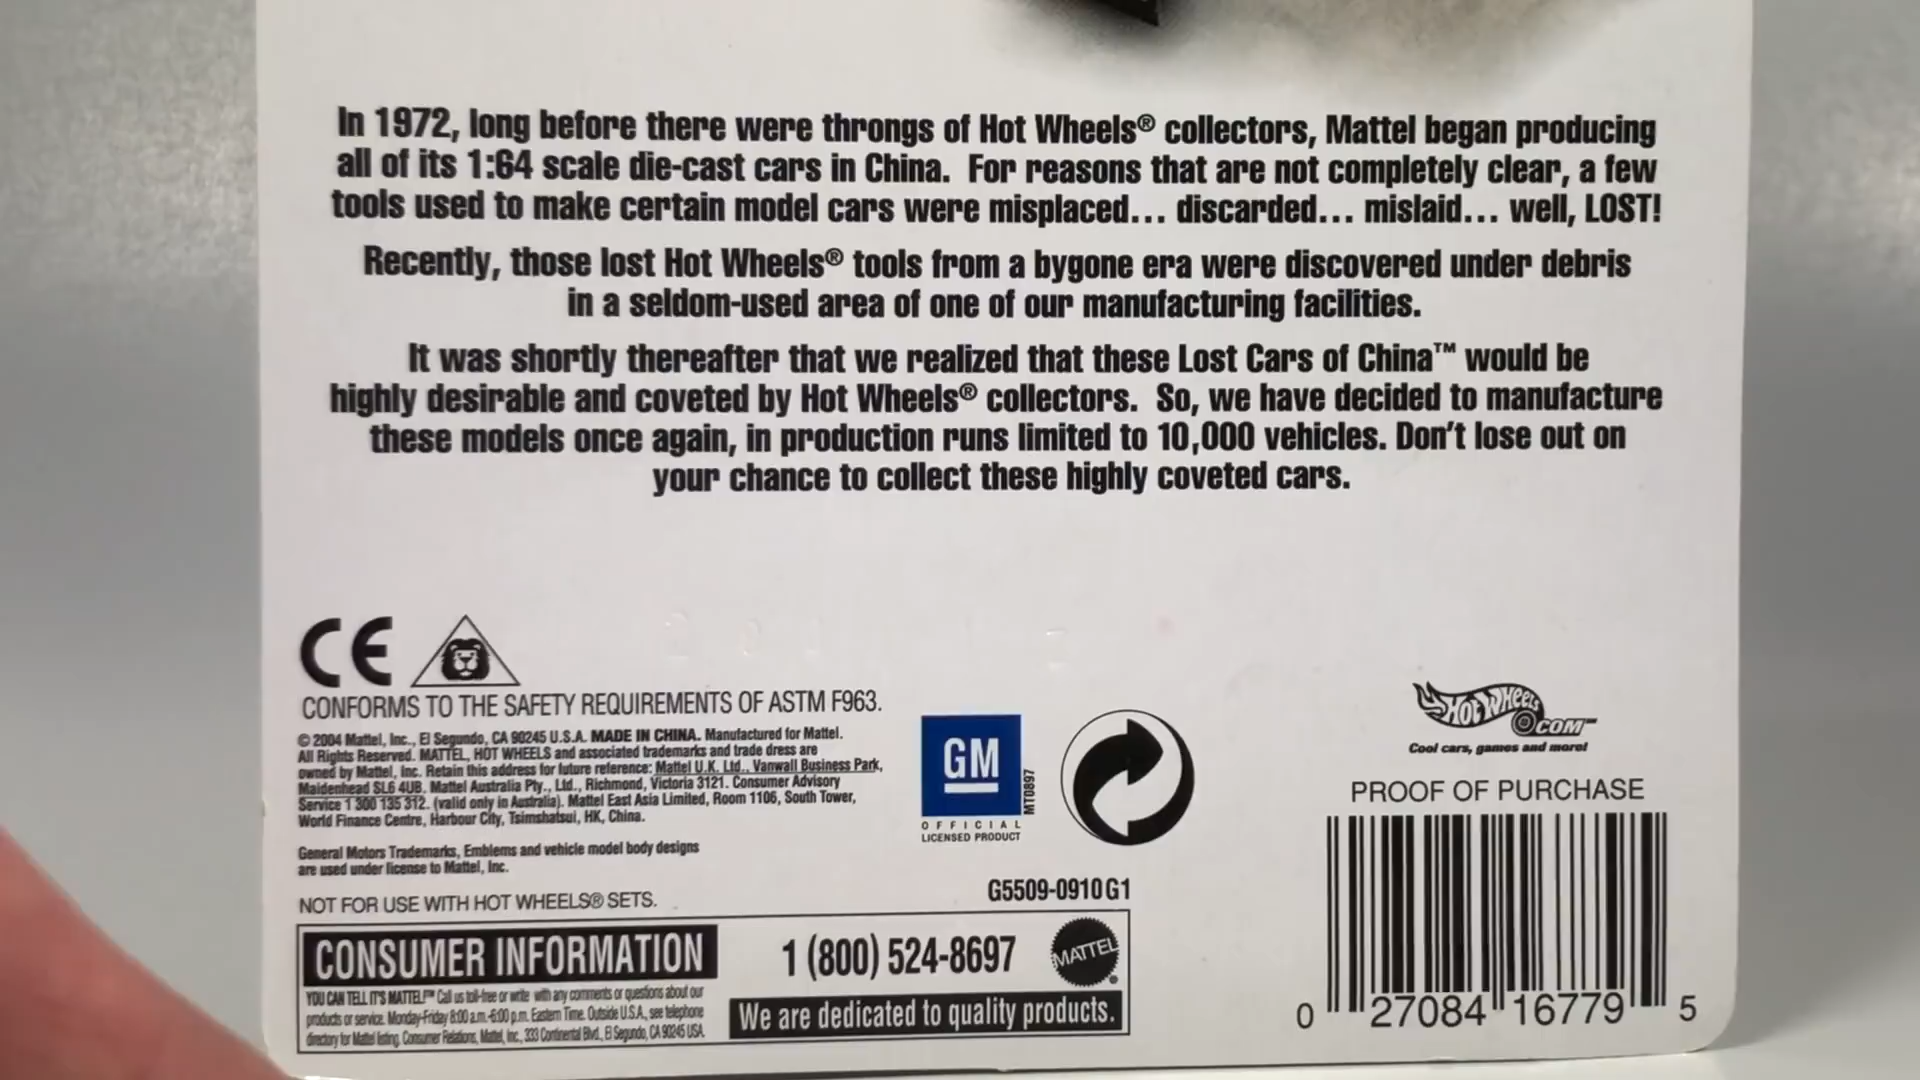 In 1972, long before there were throngs of Hot Wheels® collectors, Mattel began producing
all of its 1:64 scale die-cast cars in China. For reasons that are not completely clear, a few
tools used to make certain model cars were misplaced... discarded... mislaid... well, LOST!
Recently, those lost Hot Wheels® tools from a bygone era were discovered under debris
in a seldom-used area of one of our manufacturing facilities.
It was shortly thereafter that we realized that these Lost Cars of China™ would be
highly desirable and coveted by Hot Wheels® collectors. So, we have decided to manufacture
these models once again, in production runs limited to 10,000 vehicles. Don't lose out on
your chance to collect these highly coveted cars.
CE
CONFORMS TO THE SAFETY REQUIREMENTS OF ASTM F963.
© 2004 Mattel, Inc., El Segundo, CA 90245 U.S.A. MADE IN CHINA. Manufactured for Mattel.
All Rights Reserved. MATTEL, HOT WHEELS and associated trademarks and trade dress are
owned by Mattel, Inc. Retain this address for future reference: Mattel U.K. Ltd., Vanwall Business Park,
Maidenhead SL6 4UB. Mattel Australia Pty., Ltd., Richmond, Victoria 3121. Consumer Advisory
Service 1 300 135 312. (valid only in Australia). Mattel East Asia Limited, Room 1106, South Tower,
World Finance Centre, Harbour City, Tsimshatsui, HK, China.
General Motors Trademarks, Emblems and vehicle model body designs
are used under license to Mattel, Inc.
NOT FOR USE WITH HOT WHEELS® SETS.
GM
MT0897
OFFICIAL
LICENSED PRODUCT
G5509-0910G1
CONSUMER INFORMATION
YOU CAN TELL IT'S MATTEL!™ Call us toll-free or write with any comments or questions about our
products or service. Monday-Friday 8:00 a.m.-6:00 p.m. Eastern Time. Outside U.S.A., see telephone
directory for Mattel listing. Consumer Relations, Mattel, Inc., 333 Continental Blvd., El Segundo, CA 90245 USA.
1 (800) 524-8697
MATTEL®
We are dedicated to quality products.
HOT WHEELS.COM™
Cool cars, games and more!
PROOF OF PURCHASE
0 27084 16779 5